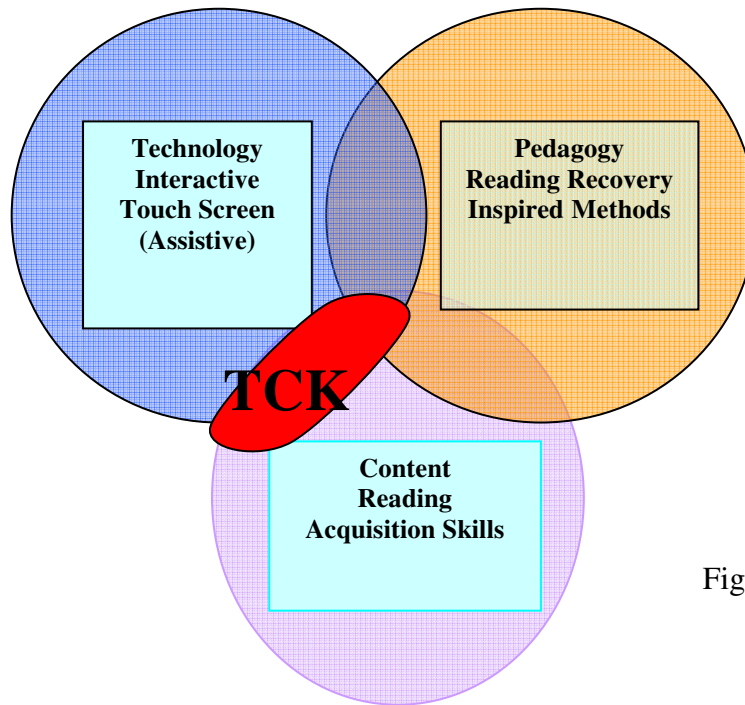 Technology
Interactive
Touch Screen
(Assistive)
Pedagogy
Reading Recovery
Inspired Methods
TCK
Content
Reading
Acquisition Skills
Fig